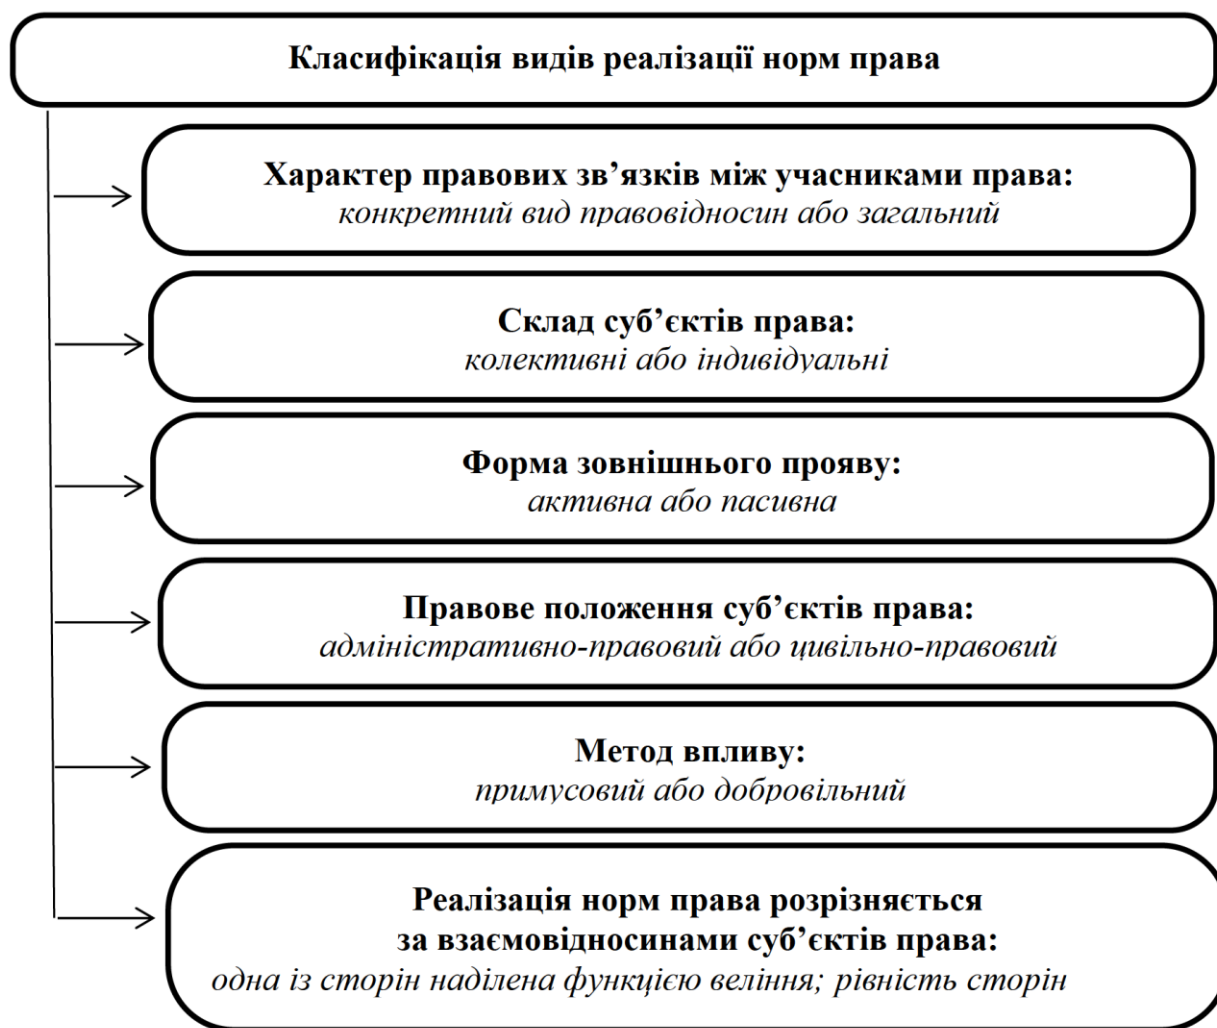 Класифікація видів реалізації норм права
Характер правових зв’язків між учасниками права:
конкретний вид правовідносин або загальний
Склад суб’єктів права:
колективні або індивідуальні
Форма зовнішнього прояву:
активна або пасивна
Правове положення суб’єктів права:
адміністративно-правовий або цивільно-правовий
Метод впливу:
примусовий або добровільний
Реалізація норм права розрізняється
за взаємовідносинами суб’єктів права:
одна із сторін наділена функцією веління; рівність сторін